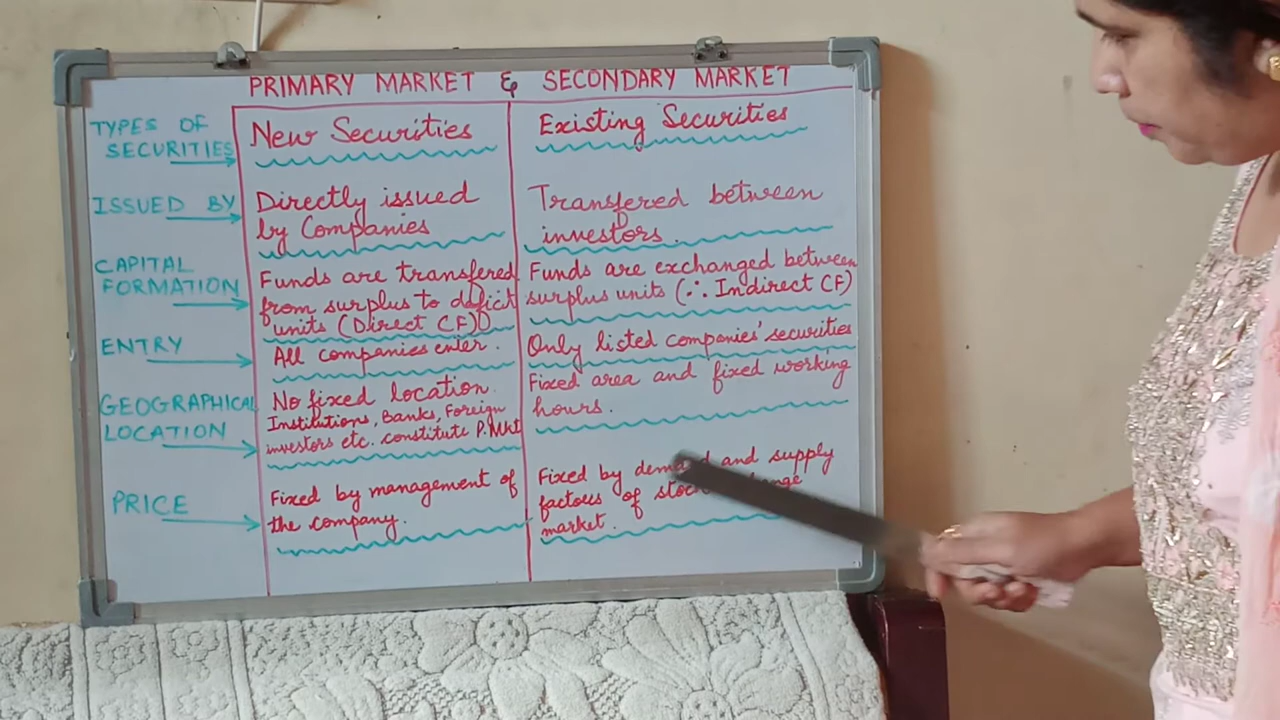 PRIMARY MARKET & SECONDARY MARKET
TYPES OF
SECURITIES
New Securities
Existing Securities
ISSUED BY
Directly issued
by Companies
Transfered between
investors.
CAPITAL
FORMATION
Funds are transfered
from surplus to deficit
units (Direct CF)
Funds are exchanged between
surplus units (∴ Indirect CF)
ENTRY
All companies enter.
Only listed companies' securities
GEOGRAPHICAL
LOCATION
No fixed location.
Institutions, Banks, Foreign
investors etc. constitute P. Mkt
Fixed area and fixed working
hours.
PRICE
Fixed by management of
the company.
Fixed by demand and supply
factors of stock exchange
market.